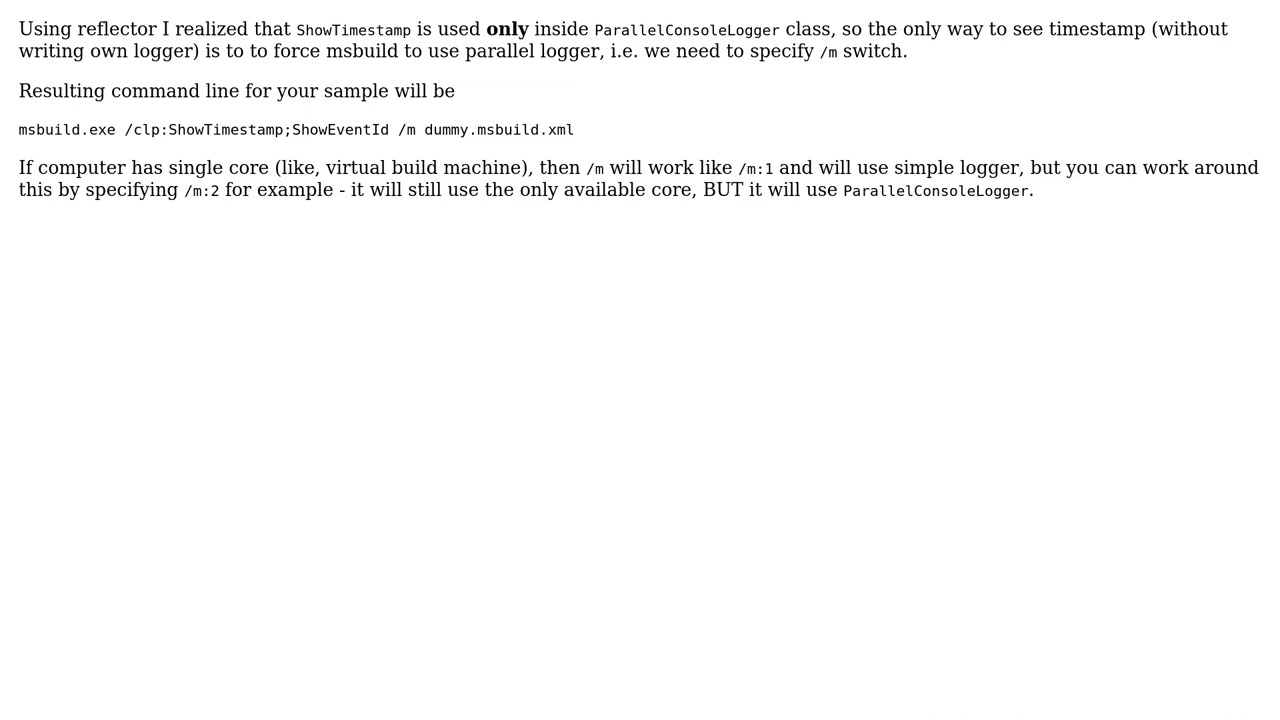 Using reflector I realized that ShowTimestamp is used only inside ParallelConsoleLogger class, so the only way to see timestamp (without
writing own logger) is to to force msbuild to use parallel logger, i.e. we need to specify /m switch.
Resulting command line for your sample will be
msbuild.exe /clp:ShowTimestamp;ShowEventId /m dummy.msbuild.xml
If computer has single core (like, virtual build machine), then /m will work like /m:1 and will use simple logger, but you can work around
this by specifying /m:2 for example - it will still use the only available core, BUT it will use ParallelConsoleLogger.